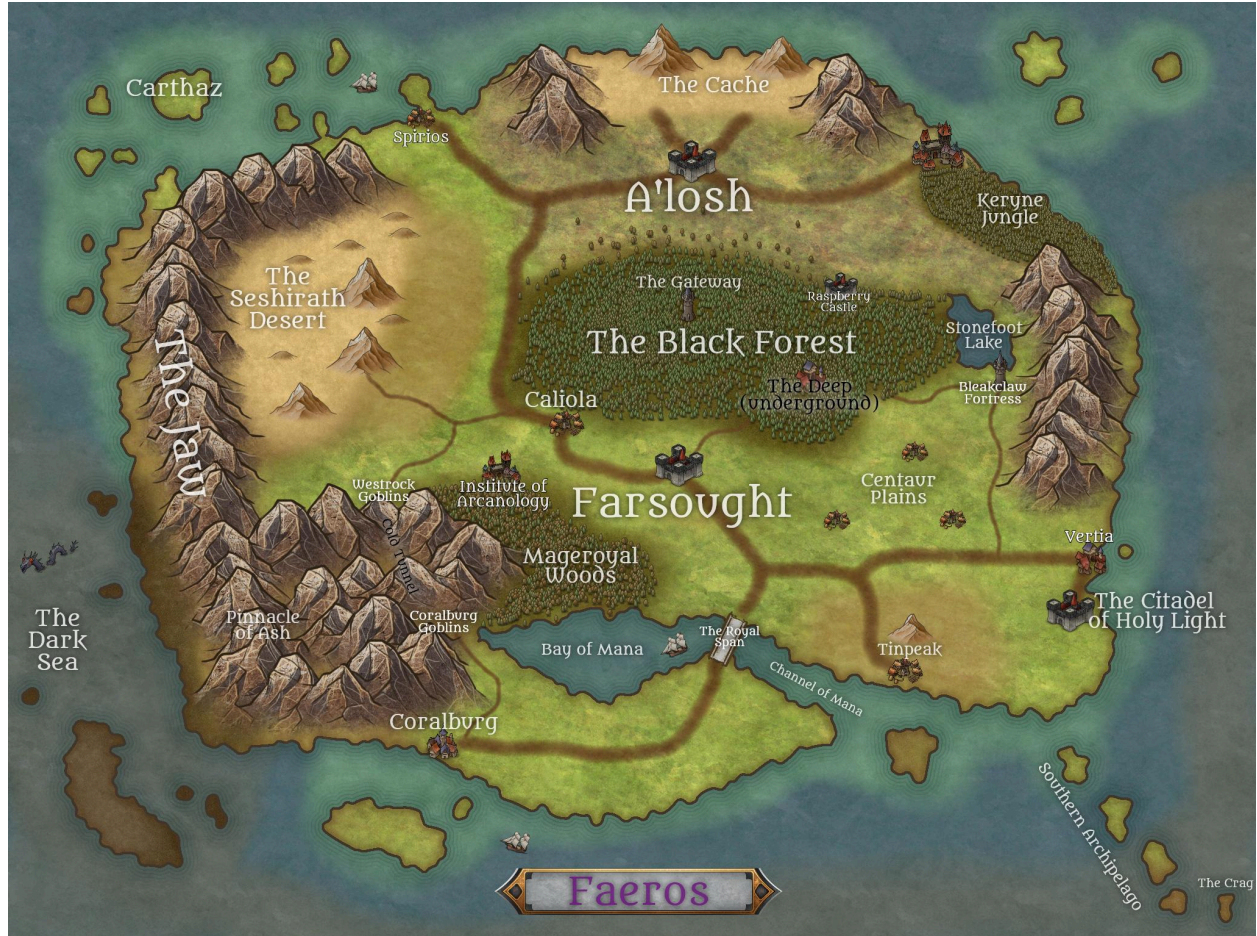 The Cache
Carthaz
Spirios
A'losh
Keryne
Jungle
The
Seshirath
Desert
The Gateway
Raspberry
Castle
The Black Forest
Stonefoot
Lake
The Jaw
The Deep
(underground)
Bleakclaw
Fortress
Caliola
Westrock
Goblins
Institute of
Arcanology
Farsought
Centaur
Plains
Cold Tunnel
Vertia
Mageroyal
Woods
The
Dark
Sea
Pinnacle
of Ash
Coralburg
Goblins
The Citadel
of Holy Light
Bay of Mana
The Royal
Span
Tinpeak
Channel of Mana
Coralburg
Southern Archipelago
The Crag
Faeros